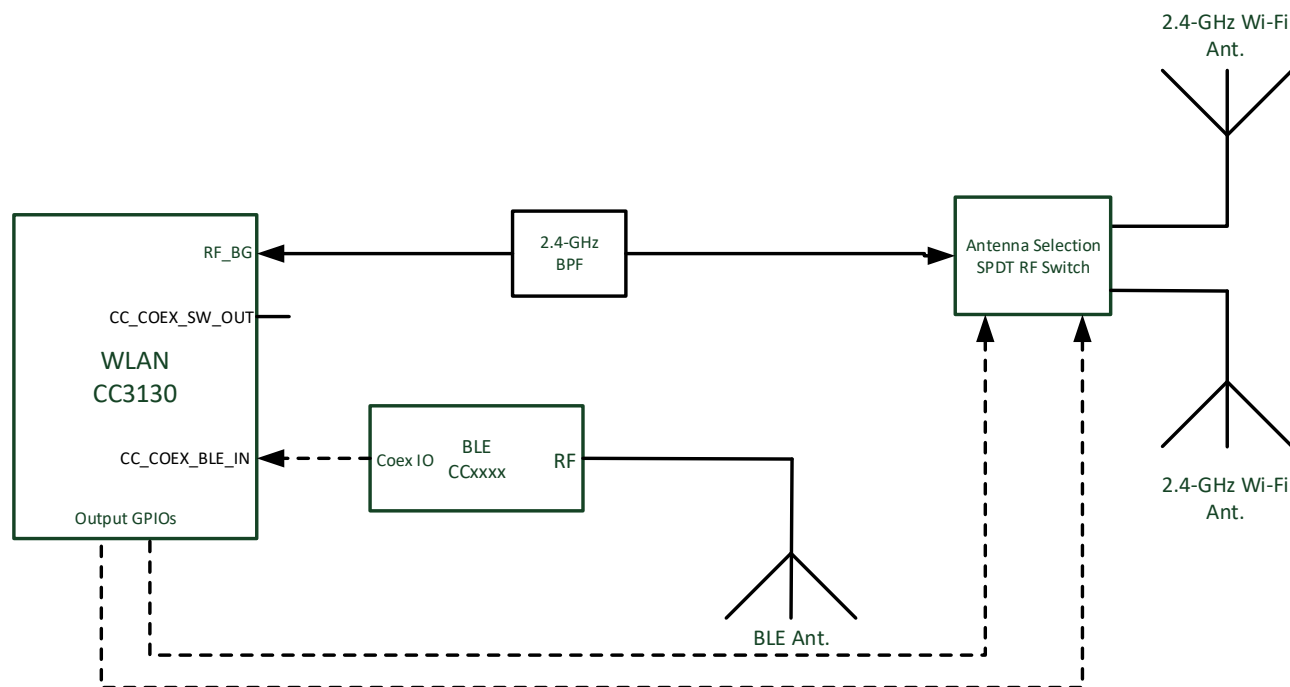 2.4-GHz Wi-Fi
Ant.
RF_BG
2.4-GHz
BPF
Antenna Selection
SPDT RF Switch
CC_COEX_SW_OUT
WLAN
CC3130
CC_COEX_BLE_IN
Coex IO
BLE
CCxxxx
RF
Output GPIOs
2.4-GHz Wi-Fi
Ant.
BLE Ant.